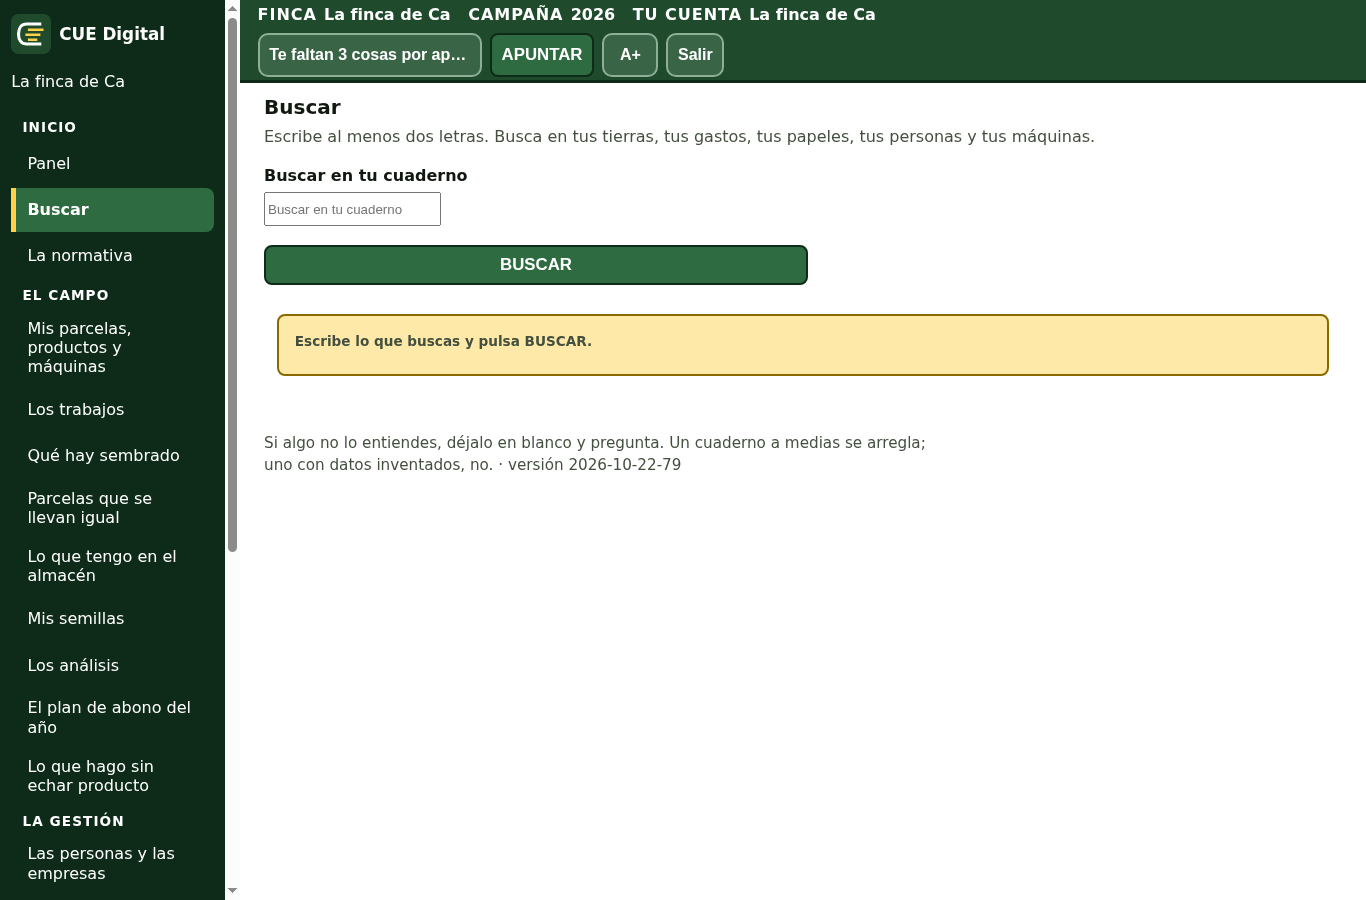 CUE Digital
La finca de Ca
INICIO
Panel
Buscar
La normativa
EL CAMPO
Mis parcelas,
productos y
máquinas
Los trabajos
Qué hay sembrado
Parcelas que se
llevan igual
Lo que tengo en el
almacén
Mis semillas
Los análisis
El plan de abono del
año
Lo que hago sin
echar producto
LA GESTIÓN
Las personas y las
empresas
FINCA La finca de Ca CAMPAÑA 2026 TU CUENTA La finca de Ca
Te faltan 3 cosas por ap… APUNTAR A+ Salir
Buscar
Escribe al menos dos letras. Busca en tus tierras, tus gastos, tus papeles, tus personas y tus máquinas.
Buscar en tu cuaderno
Buscar en tu cuaderno
BUSCAR
Escribe lo que buscas y pulsa BUSCAR.
Si algo no lo entiendes, déjalo en blanco y pregunta. Un cuaderno a medias se arregla;
uno con datos inventados, no. · versión 2026-10-22-79